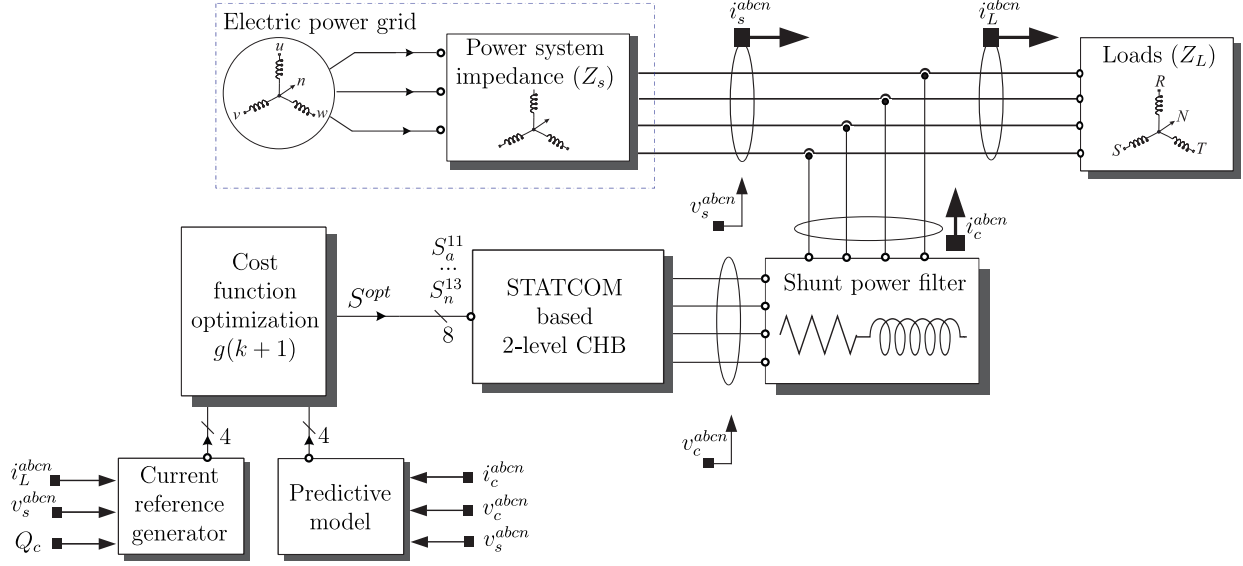 Electric power grid
u
n
v
w
Power system
impedance (Z_s)
i_s^{abcn}
i_L^{abcn}
Loads (Z_L)
R
N
S
T
v_s^{abcn}
i_c^{abcn}
Cost
function
optimization
g(k + 1)
S^{opt}
S_a^{11}
...
S_n^{13}
8
STATCOM
based
2-level CHB
Shunt power filter
v_c^{abcn}
4
4
i_L^{abcn}
v_s^{abcn}
Q_c
Current
reference
generator
Predictive
model
i_c^{abcn}
v_c^{abcn}
v_s^{abcn}